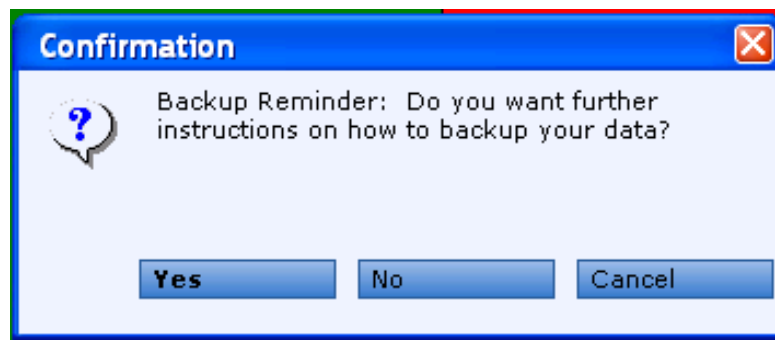 Confirmation
Backup Reminder:  Do you want further
instructions on how to backup your data?
Yes
No
Cancel